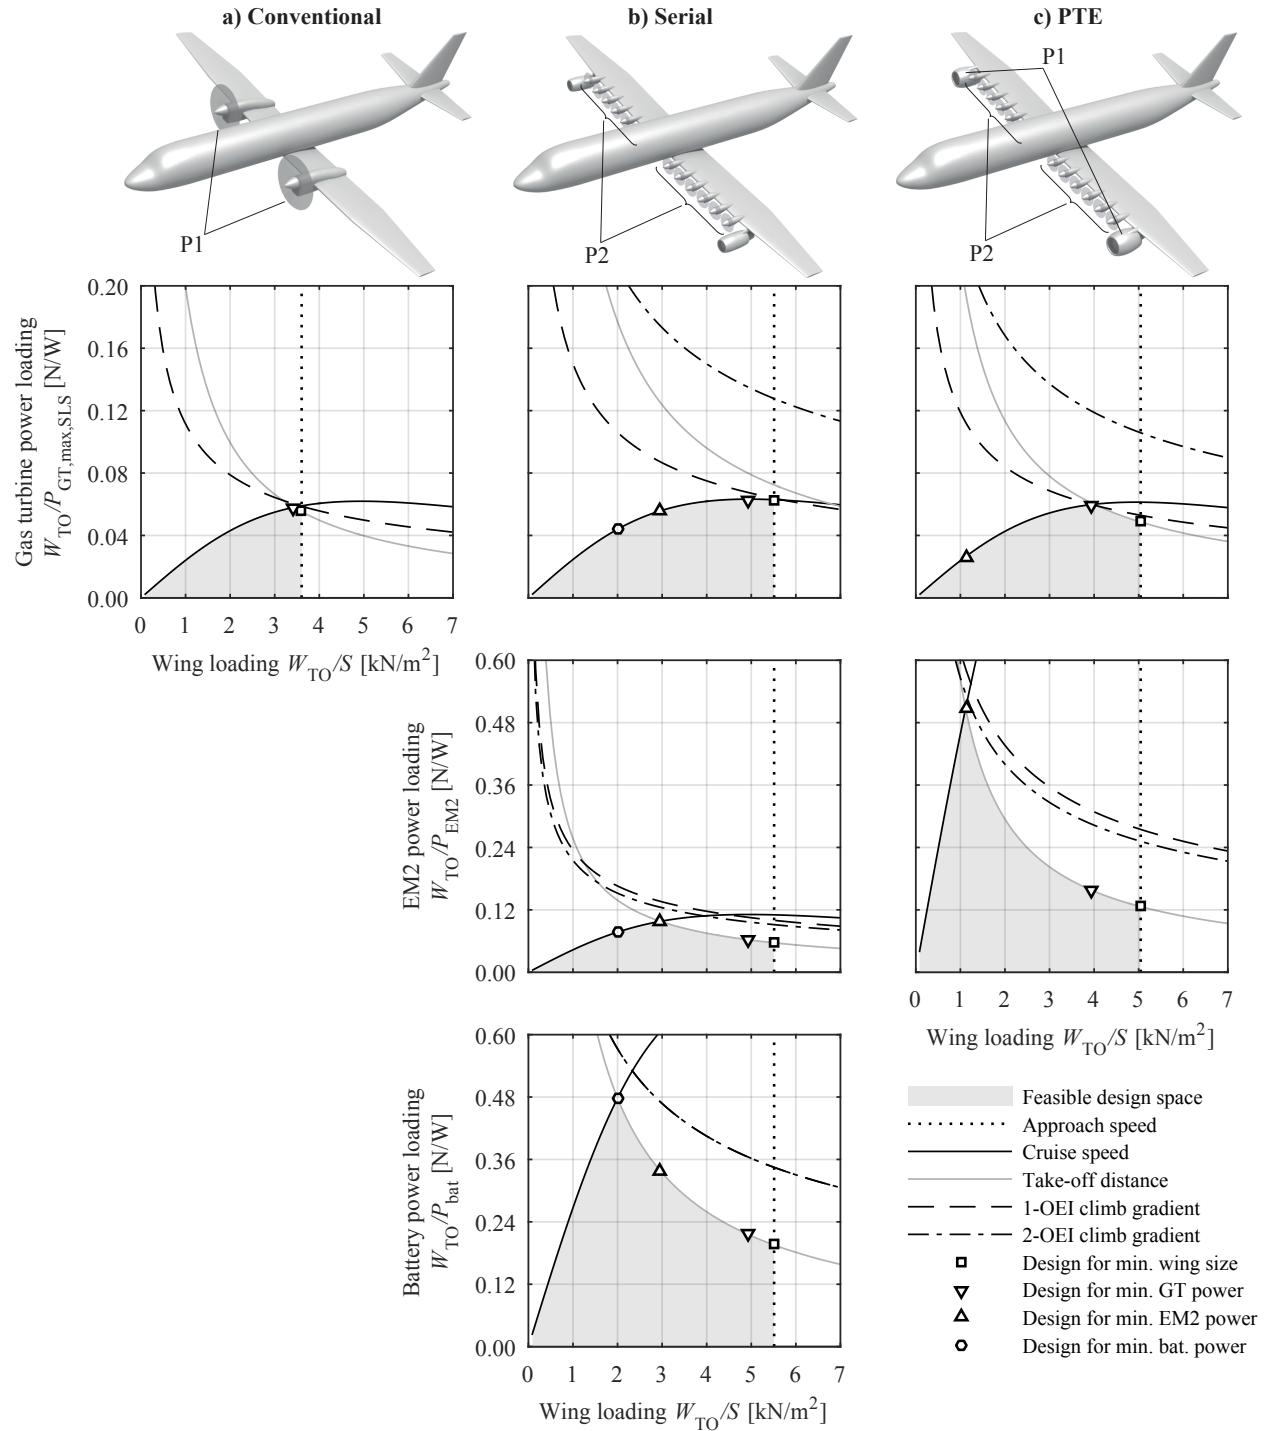 a) Conventional
b) Serial
c) PTE
P1
P2
P1
P2
Gas turbine power loading
W_TO/P_GT,max,SLS [N/W]
0.20
0.16
0.12
0.08
0.04
0.00
0 1 2 3 4 5 6 7
Wing loading W_TO/S [kN/m²]
EM2 power loading
W_TO/P_EM2 [N/W]
0.60
0.48
0.36
0.24
0.12
0.00
0 1 2 3 4 5 6 7
Wing loading W_TO/S [kN/m²]
Battery power loading
W_TO/P_bat [N/W]
0.60
0.48
0.36
0.24
0.12
0.00
0 1 2 3 4 5 6 7
Wing loading W_TO/S [kN/m²]
Feasible design space
Approach speed
Cruise speed
Take-off distance
1-OEI climb gradient
2-OEI climb gradient
Design for min. wing size
Design for min. GT power
Design for min. EM2 power
Design for min. bat. power